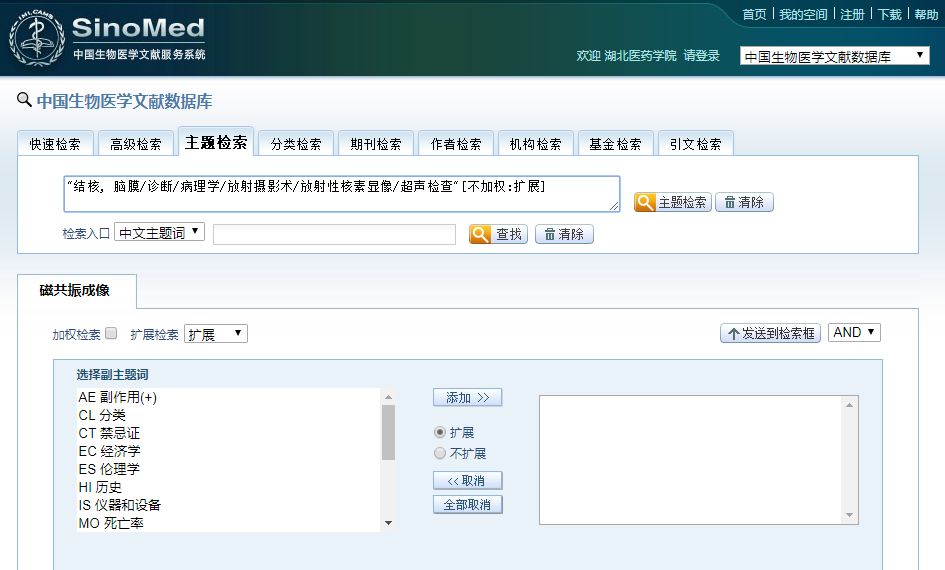 首页 | 我的空间 | 注册 | 下载 | 帮助
IMI, CAMS
SinoMed
中国生物医学文献服务系统
欢迎 湖北医药学院 请登录 中国生物医学文献数据库
中国生物医学文献数据库
快速检索 高级检索 主题检索 分类检索 期刊检索 作者检索 机构检索 基金检索 引文检索
"结核, 脑膜/诊断/病理学/放射摄影术/放射性核素显像/超声检查"[不加权:扩展]
主题检索 清除
检索入口 中文主题词 查找 清除
磁共振成像
加权检索 扩展检索 扩展 发送到检索框 AND
选择副主题词
AE 副作用(+)
CL 分类
CT 禁忌证
EC 经济学
ES 伦理学
HI 历史
IS 仪器和设备
MO 死亡率
添加 >>
扩展
不扩展
<< 取消
全部取消